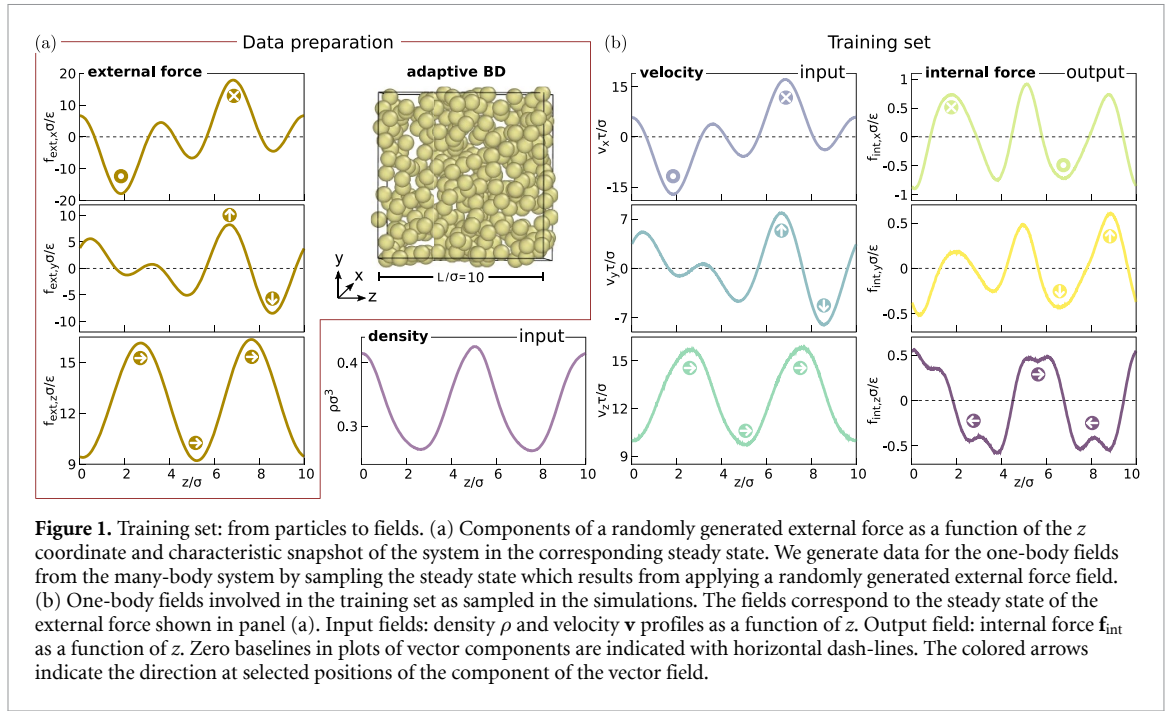 (a)
Data preparation
(b)
Training set
external force
adaptive BD
velocity
input
internal force
output
f_ext,x σ/ε
20
10
0
-10
-20
v_x τ/σ
15
0
-15
f_int,x σ/ε
1
0.5
0
-0.5
-1
f_ext,y σ/ε
10
5
0
-5
-10
y
x
z
L/σ=10
v_y τ/σ
7
0
-7
f_int,y σ/ε
0.5
0
-0.5
f_ext,z σ/ε
15
12
9
0 2 4 6 8 10
z/σ
density
input
ρσ³
0.4
0.3
0 2 4 6 8 10
z/σ
v_z τ/σ
15
12
9
0 2 4 6 8 10
z/σ
f_int,z σ/ε
0.5
0
-0.5
0 2 4 6 8 10
z/σ
Figure 1. Training set: from particles to fields. (a) Components of a randomly generated external force as a function of the z
coordinate and characteristic snapshot of the system in the corresponding steady state. We generate data for the one-body fields
from the many-body system by sampling the steady state which results from applying a randomly generated external force field.
(b) One-body fields involved in the training set as sampled in the simulations. The fields correspond to the steady state of the
external force shown in panel (a). Input fields: density ρ and velocity v profiles as a function of z. Output field: internal force f_int
as a function of z. Zero baselines in plots of vector components are indicated with horizontal dash-lines. The colored arrows
indicate the direction at selected positions of the component of the vector field.